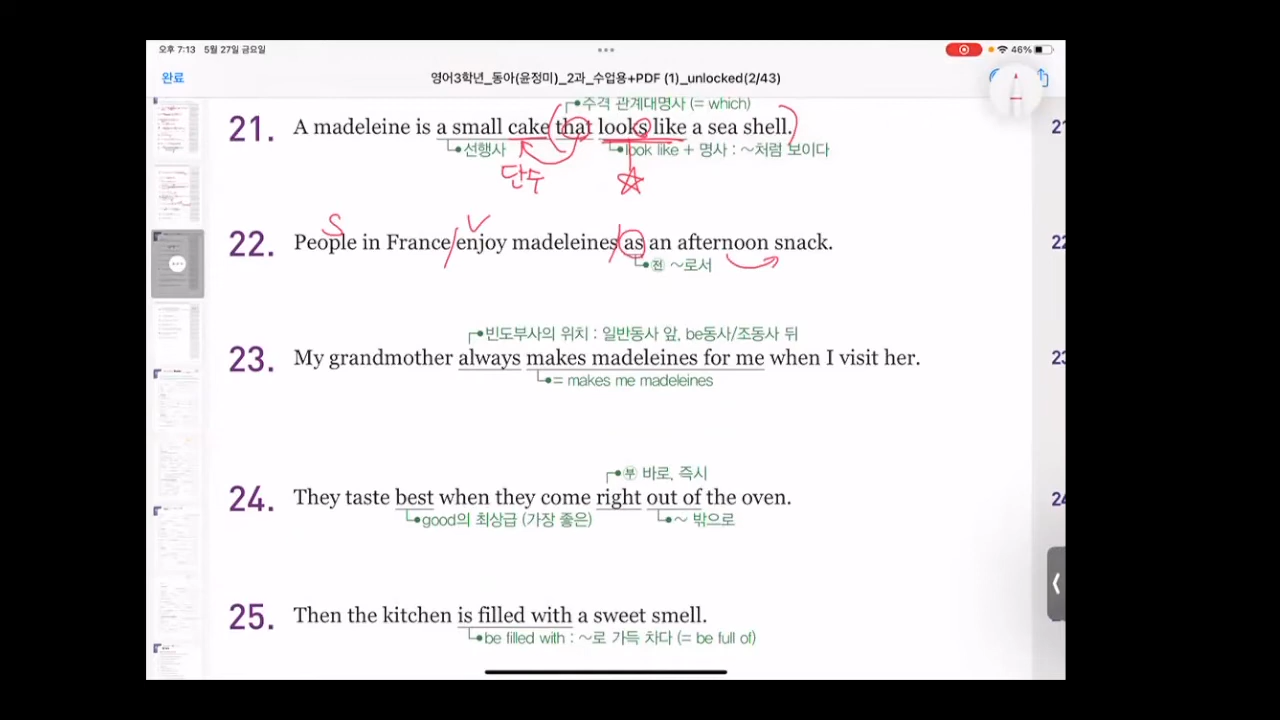 오후 7:13 5월 27일 금요일
46%
완료
영어3학년_동아(윤정미)_2과_수업용+PDF (1)_unlocked(2/43)
주격 관계대명사 (= which)
21. A madeleine is a small cake that looks like a sea shell.
선행사
look like + 명사 : ~처럼 보이다
단수
S V
22. People in France enjoy madeleines as an afternoon snack.
전 ~로서
빈도부사의 위치 : 일반동사 앞, be동사/조동사 뒤
23. My grandmother always makes madeleines for me when I visit her.
= makes me madeleines
부 바로, 즉시
24. They taste best when they come right out of the oven.
good의 최상급 (가장 좋은)
~ 밖으로
25. Then the kitchen is filled with a sweet smell.
be filled with : ~로 가득 차다 (= be full of)